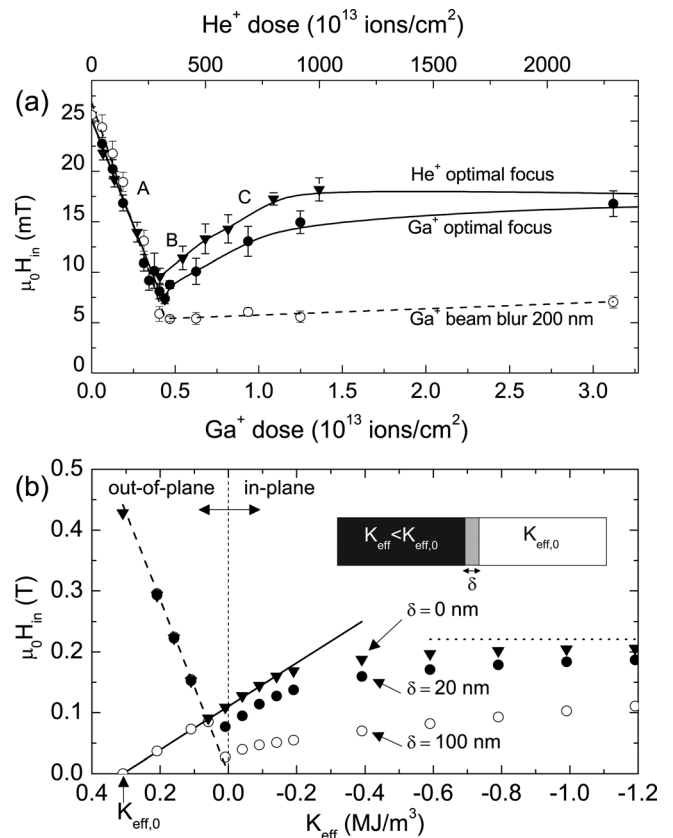 He⁺ dose (10¹³ ions/cm²)
0 500 1000 1500 2000
(a)
25
20
15
10
5
0
μ₀Hᵢₙ (mT)
A
B
C
He⁺ optimal focus
Ga⁺ optimal focus
Ga⁺ beam blur 200 nm
0.0 0.5 1.0 1.5 2.0 2.5 3.0
Ga⁺ dose (10¹³ ions/cm²)
(b)
0.5
0.4
0.3
0.2
0.1
0.0
μ₀Hᵢₙ (T)
out-of-plane in-plane
K_eff<K_eff,0 K_eff,0
δ
δ = 0 nm
δ = 20 nm
δ = 100 nm
0.4 0.2 0.0 -0.2 -0.4 -0.6 -0.8 -1.0 -1.2
K_eff,0
K_eff (MJ/m³)